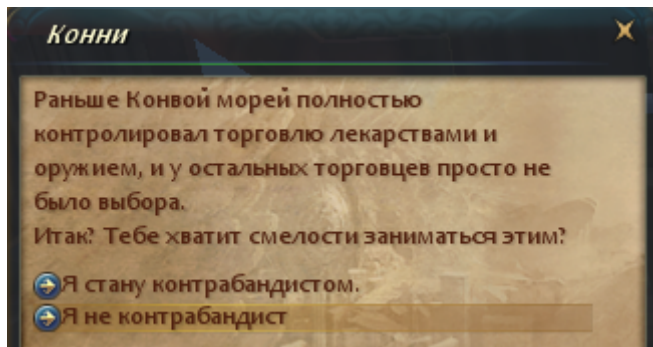 Конни
Раньше Конвой морей полностью
контролировал торговлю лекарствами и
оружием, и у остальных торговцев просто не
было выбора.
Итак? Тебе хватит смелости заниматься этим?
Я стану контрабандистом.
Я не контрабандист